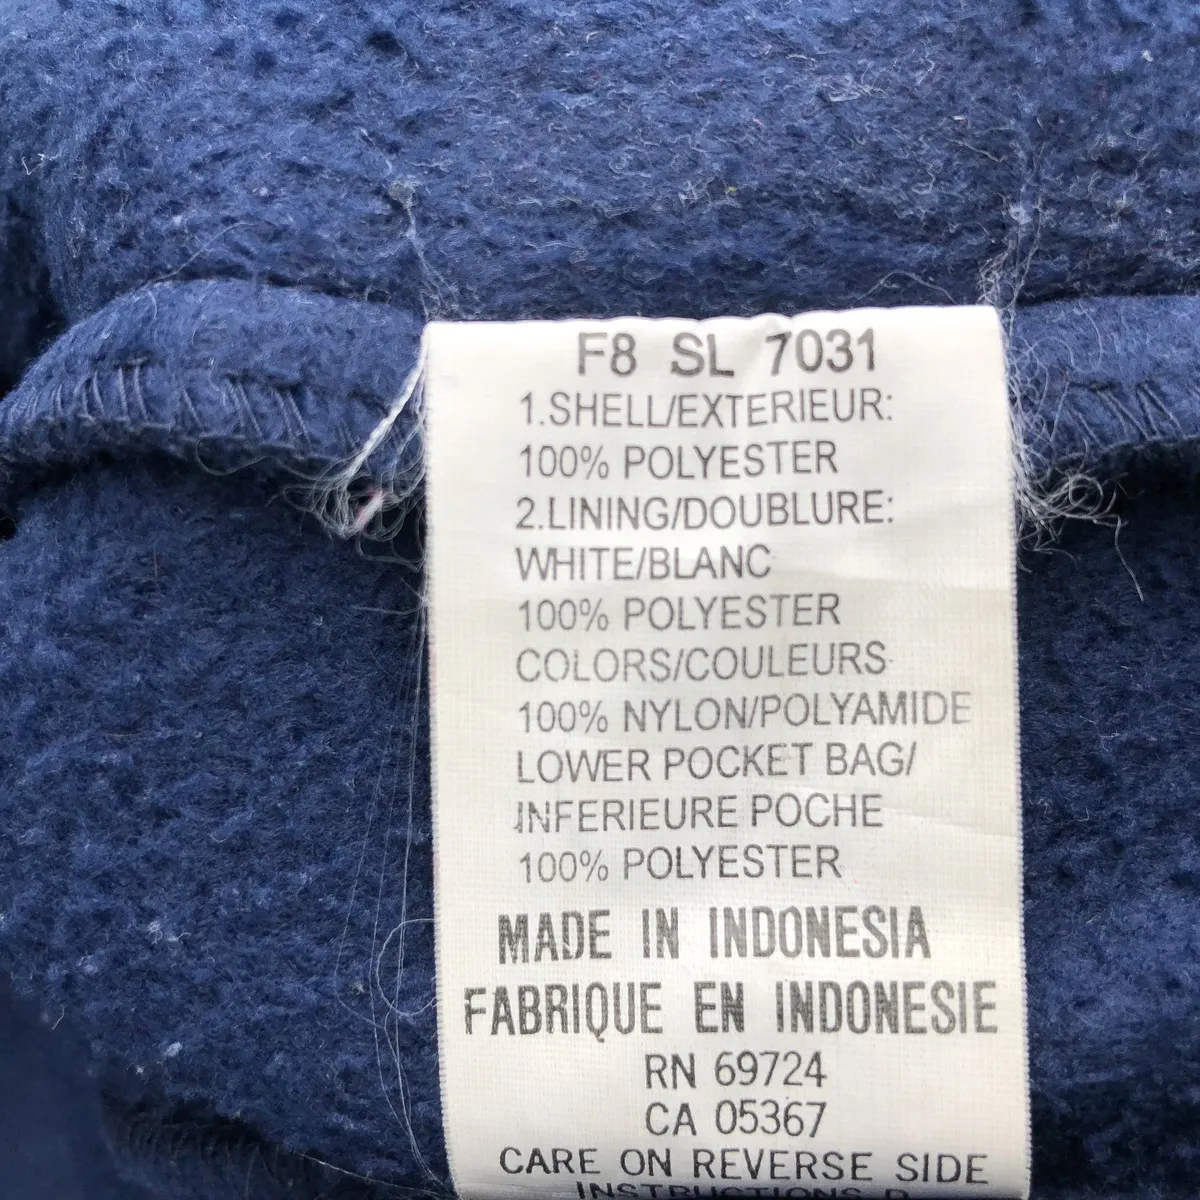 F8 SL 7031
1.SHELL/EXTERIEUR:
100% POLYESTER
2.LINING/DOUBLURE:
WHITE/BLANC
100% POLYESTER
COLORS/COULEURS
100% NYLON/POLYAMIDE
LOWER POCKET BAG/
INFERIEURE POCHE
100% POLYESTER
MADE IN INDONESIA
FABRIQUE EN INDONESIE
RN 69724
CA 05367
CARE ON REVERSE SIDE
INSTRUCTIONS